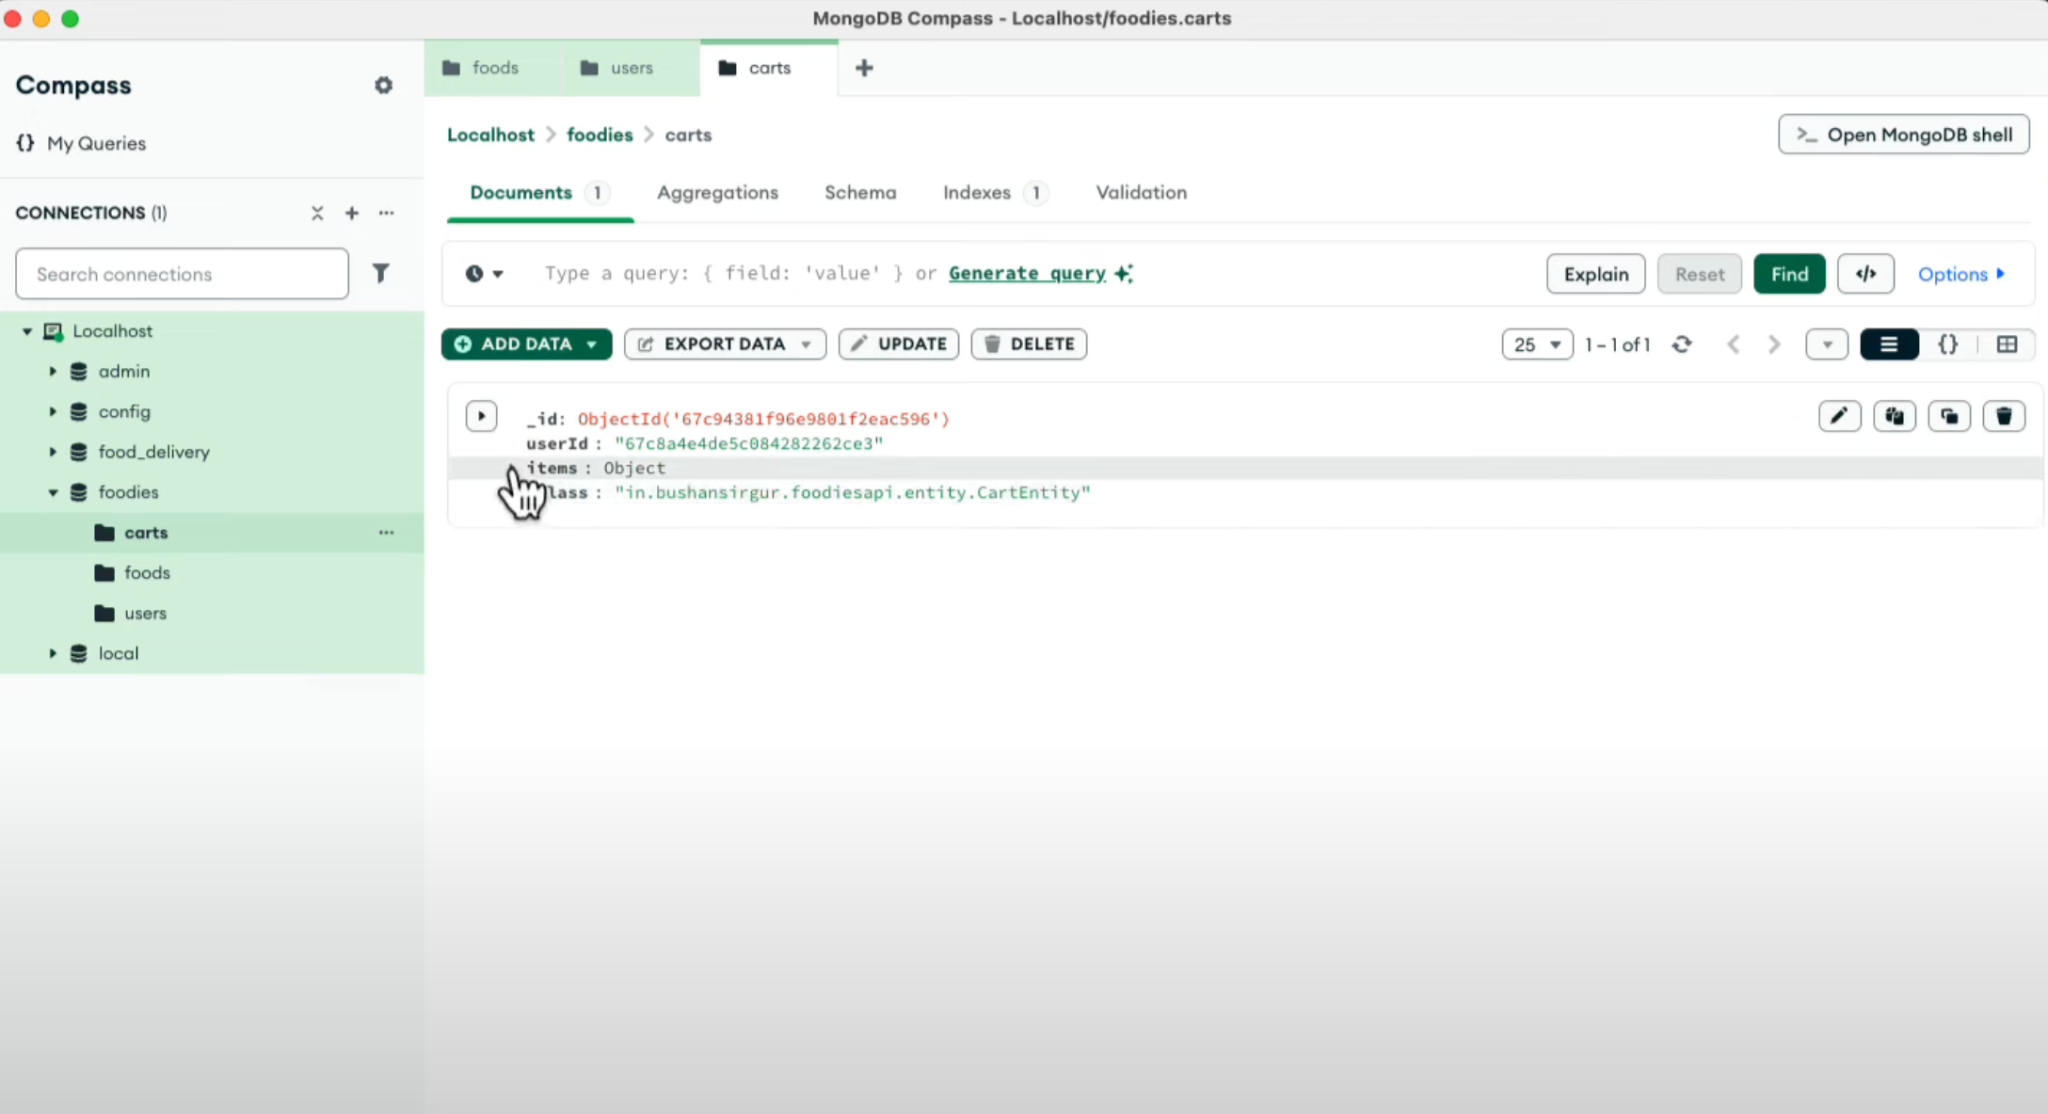 MongoDB Compass - Localhost/foodies.carts
Compass
{} My Queries
CONNECTIONS (1)
Search connections
Localhost
admin
config
food_delivery
foodies
carts
foods
users
local
foods users carts
Localhost > foodies > carts
>_ Open MongoDB shell
Documents 1 Aggregations Schema Indexes 1 Validation
Type a query: { field: 'value' } or Generate query
Explain Reset Find </> Options
ADD DATA EXPORT DATA UPDATE DELETE
25 1 – 1 of 1 {}
_id: ObjectId('67c94381f96e9801f2eac596')
userId : "67c8a4e4de5c084282262ce3"
items : Object
lass : "in.bushansirgur.foodiesapi.entity.CartEntity"